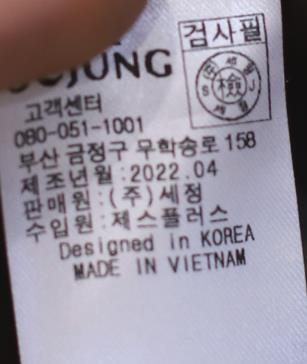 검사필
檢
S J
고객센터
080-051-1001
부산 금정구 무학송로 158
제조년월:2022.04
판매원:(주)세정
수입원:제스플러스
Designed in KOREA
MADE IN VIETNAM